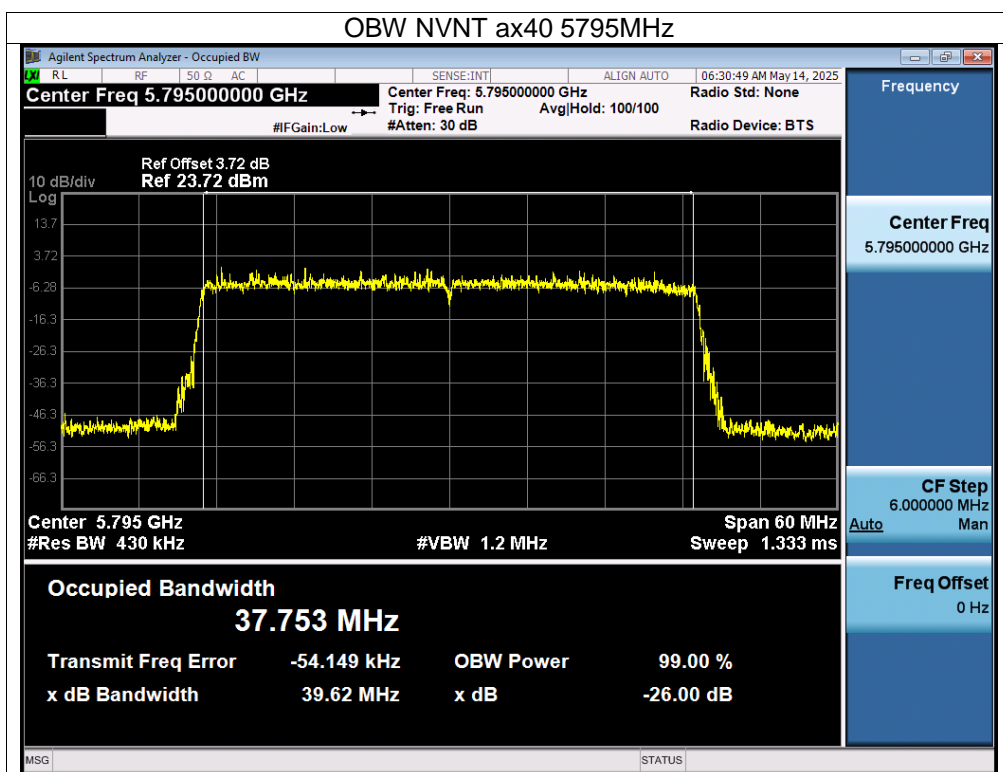 OBW NVNT ax40 5795MHz
Agilent Spectrum Analyzer - Occupied BW
LXI RL RF 50 Ω AC SENSE:INT ALIGN AUTO 06:30:49 AM May 14, 2025
Center Freq 5.795000000 GHz
Center Freq: 5.795000000 GHz
Radio Std: None
Trig: Free Run Avg|Hold: 100/100
#IFGain:Low
#Atten: 30 dB
Radio Device: BTS
Ref Offset 3.72 dB
10 dB/div Ref 23.72 dBm
Log
13.7
3.72
-6.28
-16.3
-26.3
-36.3
-46.3
-56.3
-66.3
Center 5.795 GHz Span 60 MHz
#Res BW 430 kHz #VBW 1.2 MHz Sweep 1.333 ms
Occupied Bandwidth
37.753 MHz
Transmit Freq Error -54.149 kHz OBW Power 99.00 %
x dB Bandwidth 39.62 MHz x dB -26.00 dB
MSG STATUS
Frequency
Center Freq
5.795000000 GHz
CF Step
6.000000 MHz
Auto Man
Freq Offset
0 Hz